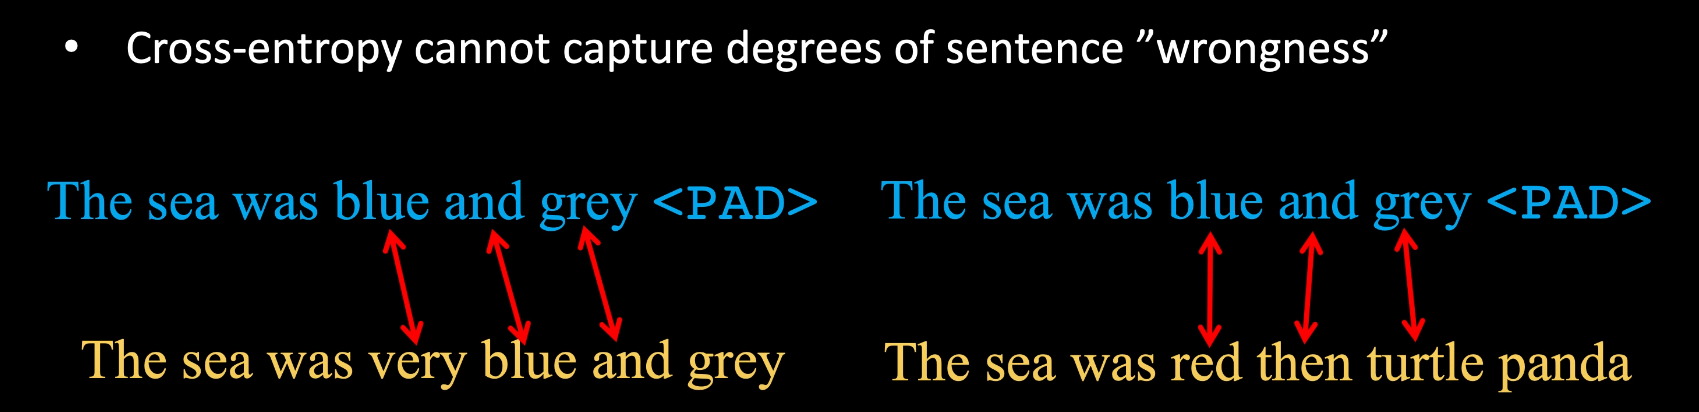 • Cross-entropy cannot capture degrees of sentence ”wrongness”
The sea was blue and grey <PAD>
The sea was very blue and grey
The sea was blue and grey <PAD>
The sea was red then turtle panda